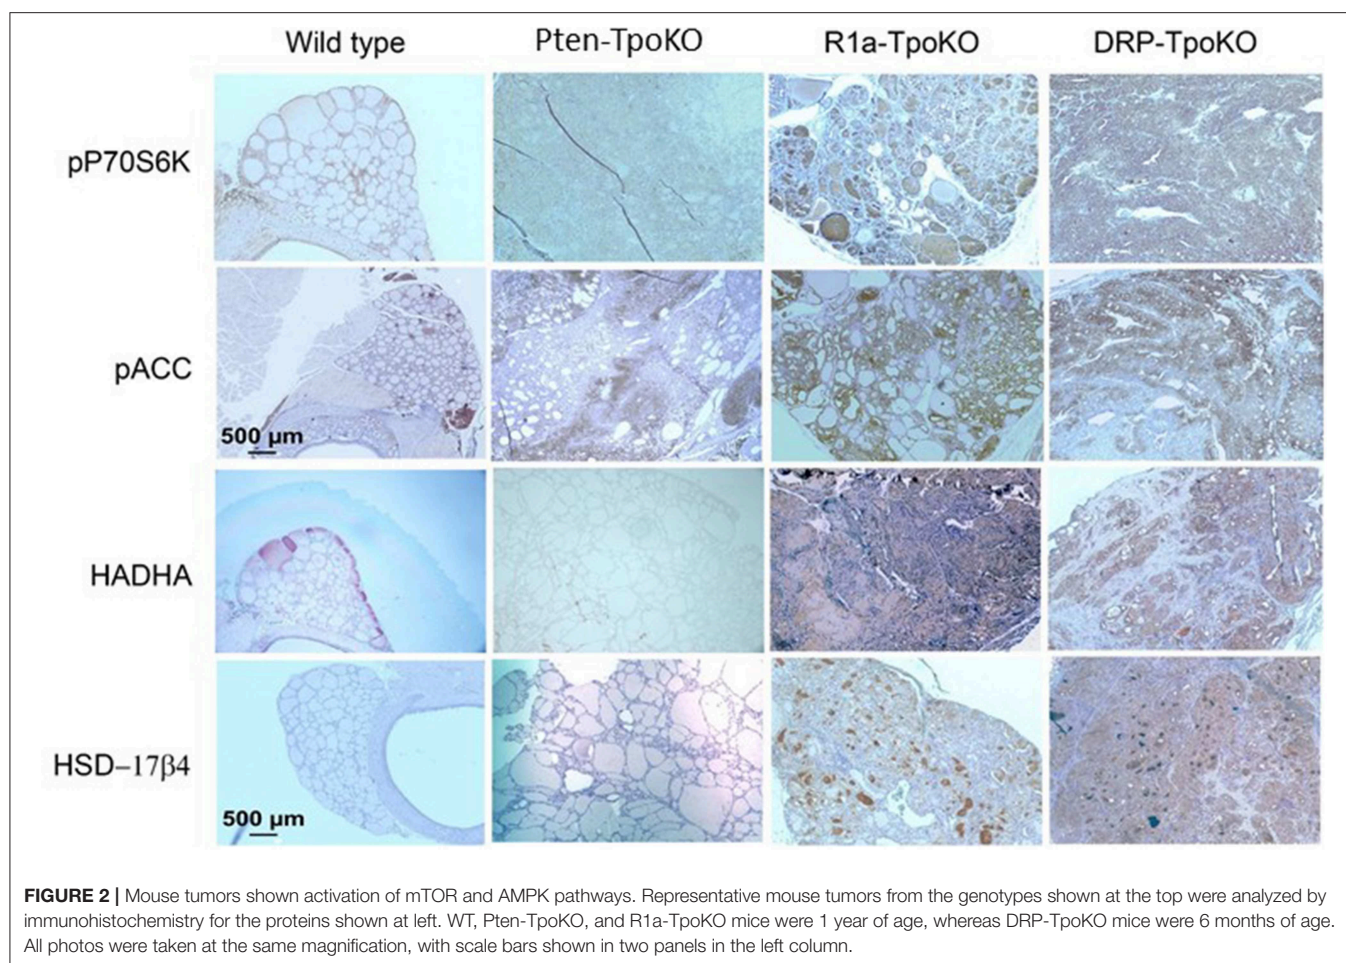 Wild type
Pten-TpoKO
R1a-TpoKO
DRP-TpoKO
pP70S6K
pACC
500 µm
HADHA
HSD–17β4
500 µm
FIGURE 2 | Mouse tumors shown activation of mTOR and AMPK pathways. Representative mouse tumors from the genotypes shown at the top were analyzed by
immunohistochemistry for the proteins shown at left. WT, Pten-TpoKO, and R1a-TpoKO mice were 1 year of age, whereas DRP-TpoKO mice were 6 months of age.
All photos were taken at the same magnification, with scale bars shown in two panels in the left column.